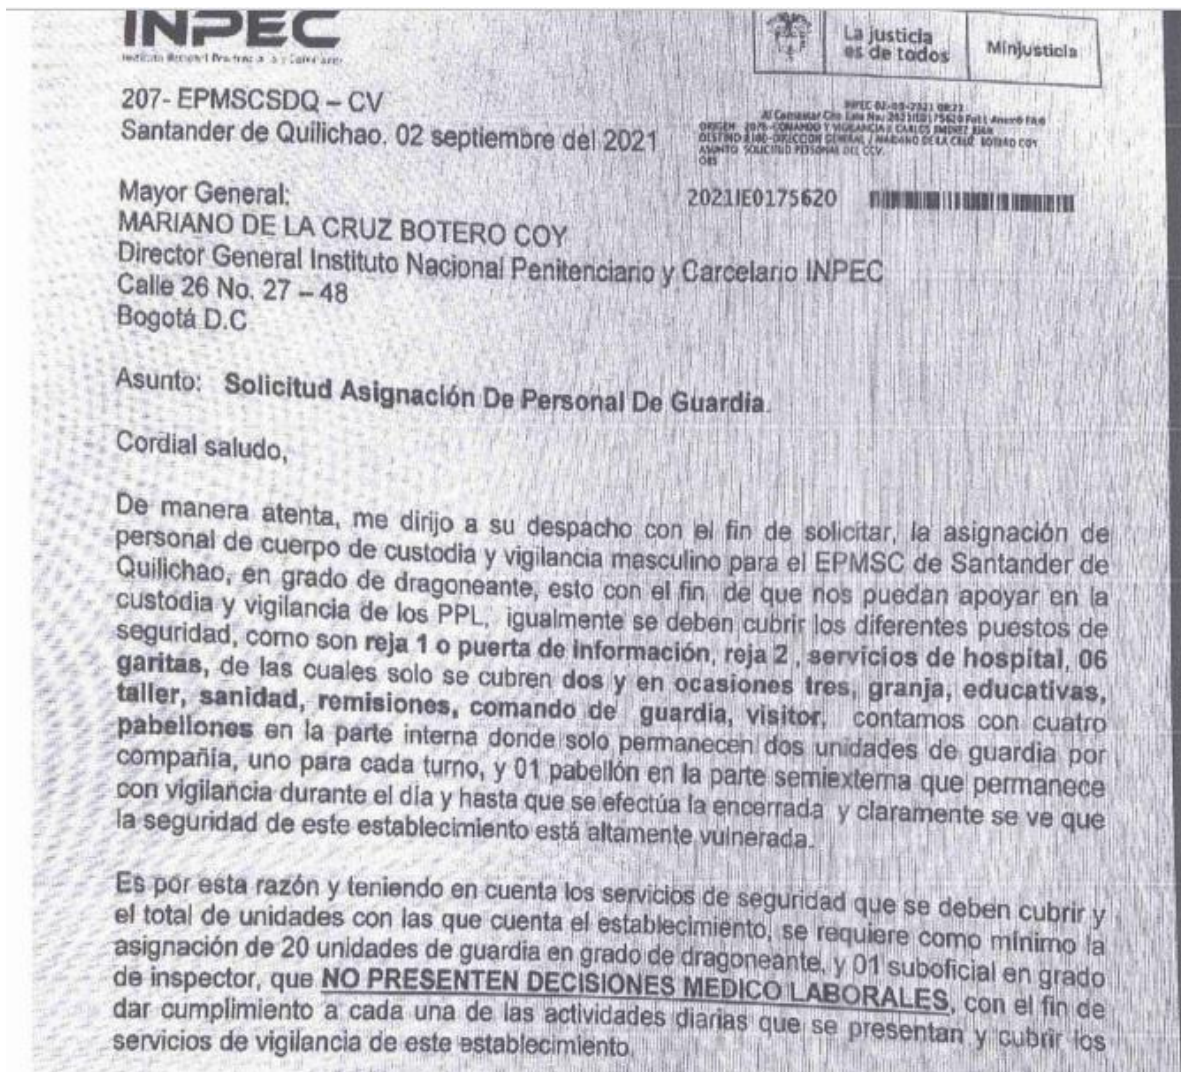 INPEC
Instituto Nacional Penitenciario y Carcelario
La justicia
es de todos
Minjusticia
207- EPMSCSDQ – CV
Santander de Quilichao. 02 septiembre del 2021
INPEC 02-09-2021
ASUNTO: SOLICITUD PERSONAL DEL CCV.
OBS
2021IE0175620
Mayor General:
MARIANO DE LA CRUZ BOTERO COY
Director General Instituto Nacional Penitenciario y Carcelario INPEC
Calle 26 No. 27 – 48
Bogotá D.C
Asunto: Solicitud Asignación De Personal De Guardia.
Cordial saludo,
De manera atenta, me dirijo a su despacho con el fin de solicitar, la asignación de
personal de cuerpo de custodia y vigilancia masculino para el EPMSC de Santander de
Quilichao, en grado de dragoneante, esto con el fin de que nos puedan apoyar en la
custodia y vigilancia de los PPL, igualmente se deben cubrir los diferentes puestos de
seguridad, como son reja 1 o puerta de información, reja 2 , servicios de hospital, 06
garitas, de las cuales solo se cubren dos y en ocasiones tres, granja, educativas,
taller, sanidad, remisiones, comando de guardia, visitor, contamos con cuatro
pabellones en la parte interna donde solo permanecen dos unidades de guardia por
compañía, uno para cada turno, y 01 pabellón en la parte semiexterna que permanece
con vigilancia durante el día y hasta que se efectúa la encerrada y claramente se ve que
la seguridad de este establecimiento está altamente vulnerada.
Es por esta razón y teniendo en cuenta los servicios de seguridad que se deben cubrir y
el total de unidades con las que cuenta el establecimiento, se requiere como mínimo la
asignación de 20 unidades de guardia en grado de dragoneante, y 01 suboficial en grado
de inspector, que NO PRESENTEN DECISIONES MEDICO LABORALES, con el fin de
dar cumplimiento a cada una de las actividades diarias que se presentan y cubrir los
servicios de vigilancia de este establecimiento.